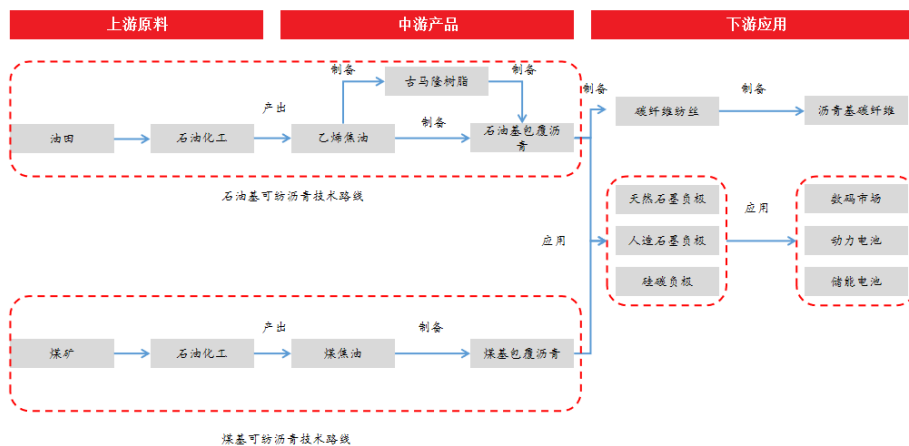 上游原料
中游产品
下游应用
制备
古马隆树脂
制备
制备
碳纤维纺丝
制备
沥青基碳纤维
油田
石油化工
产出
乙烯焦油
制备
石油基包覆沥
青
石油基可纺沥青技术路线
应用
天然石墨负极
人造石墨负极
硅碳负极
应用
数码市场
动力电池
储能电池
煤矿
石油化工
产出
煤焦油
制备
煤基包覆沥青
煤基可纺沥青技术路线